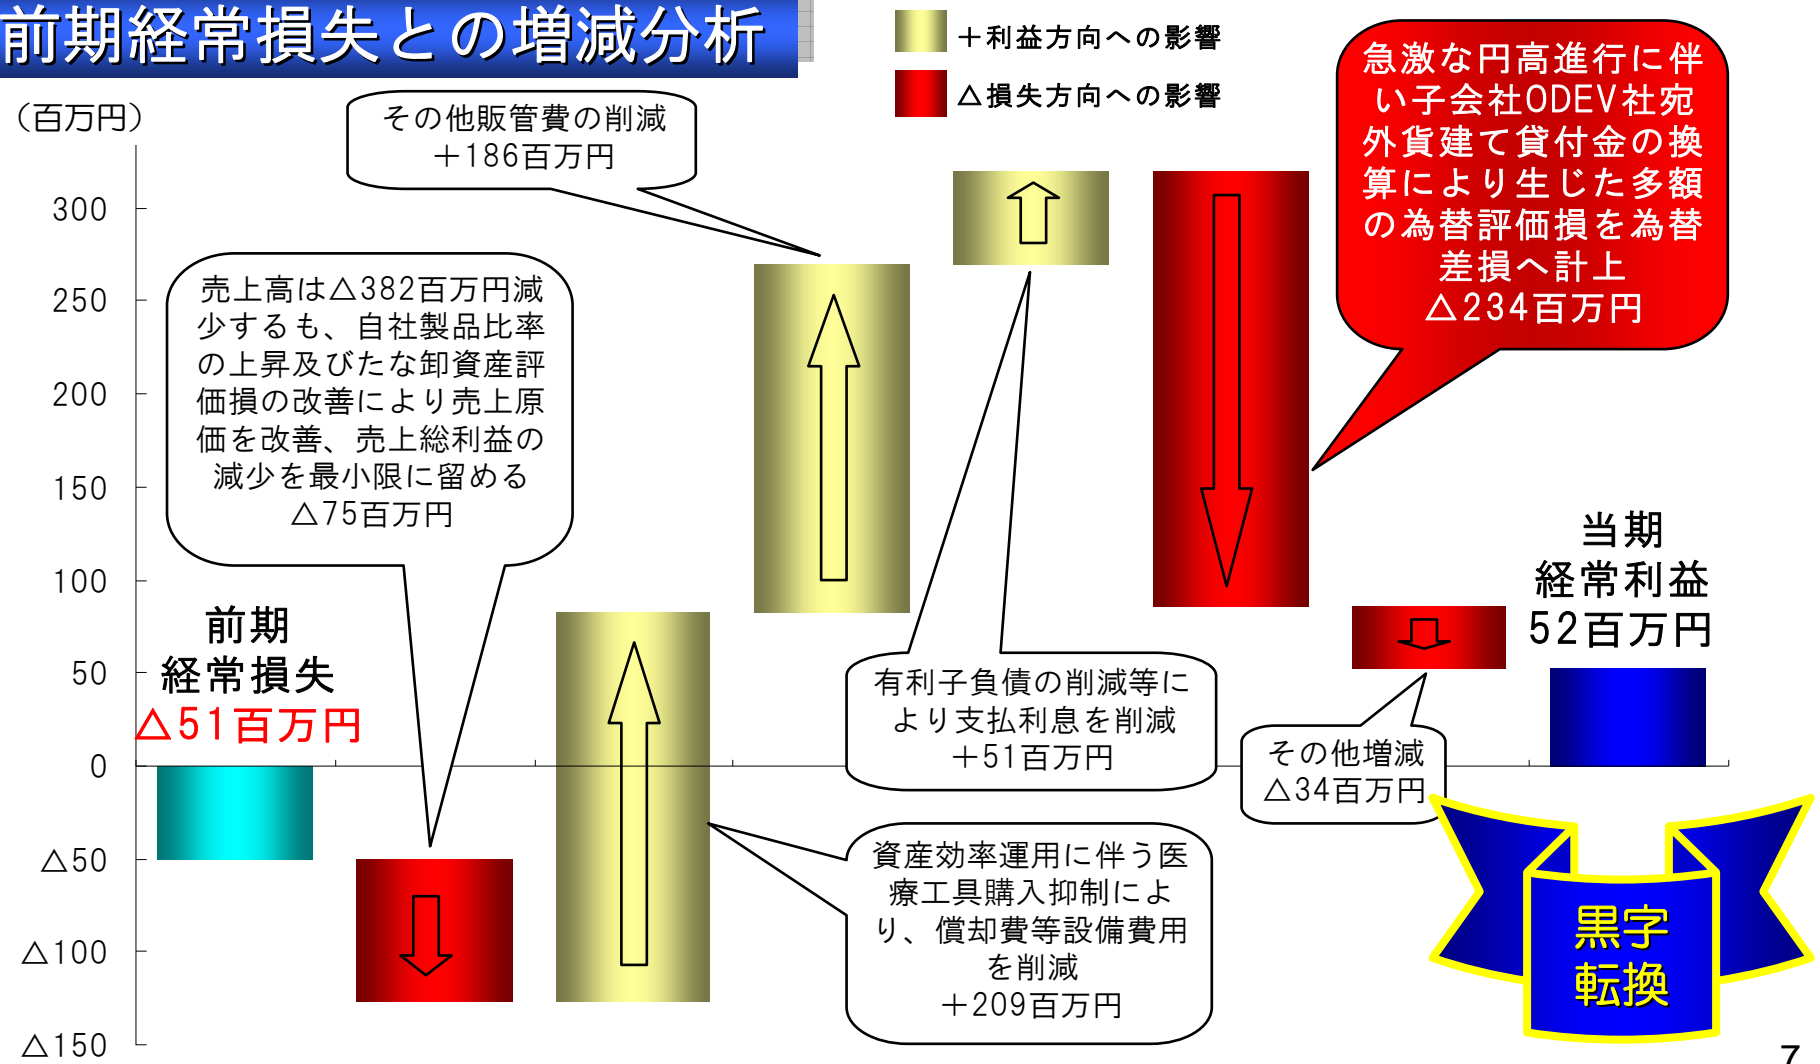 前期経常損失との増減分析
＋利益方向への影響
△損失方向への影響
（百万円）
300
250
200
150
100
50
0
△50
△100
△150
その他販管費の削減
＋186百万円
急激な円高進行に伴
い子会社ODEV社宛
外貨建て貸付金の換
算により生じた多額
の為替評価損を為替
差損へ計上
△234百万円
売上高は△382百万円減
少するも、自社製品比率
の上昇及びたな卸資産評
価損の改善により売上原
価を改善、売上総利益の
減少を最小限に留める
△75百万円
前期
経常損失
△51百万円
当期
経常利益
52百万円
有利子負債の削減等に
より支払利息を削減
＋51百万円
その他増減
△34百万円
資産効率運用に伴う医
療工具購入抑制によ
り、償却費等設備費用
を削減
＋209百万円
黒字
転換
7